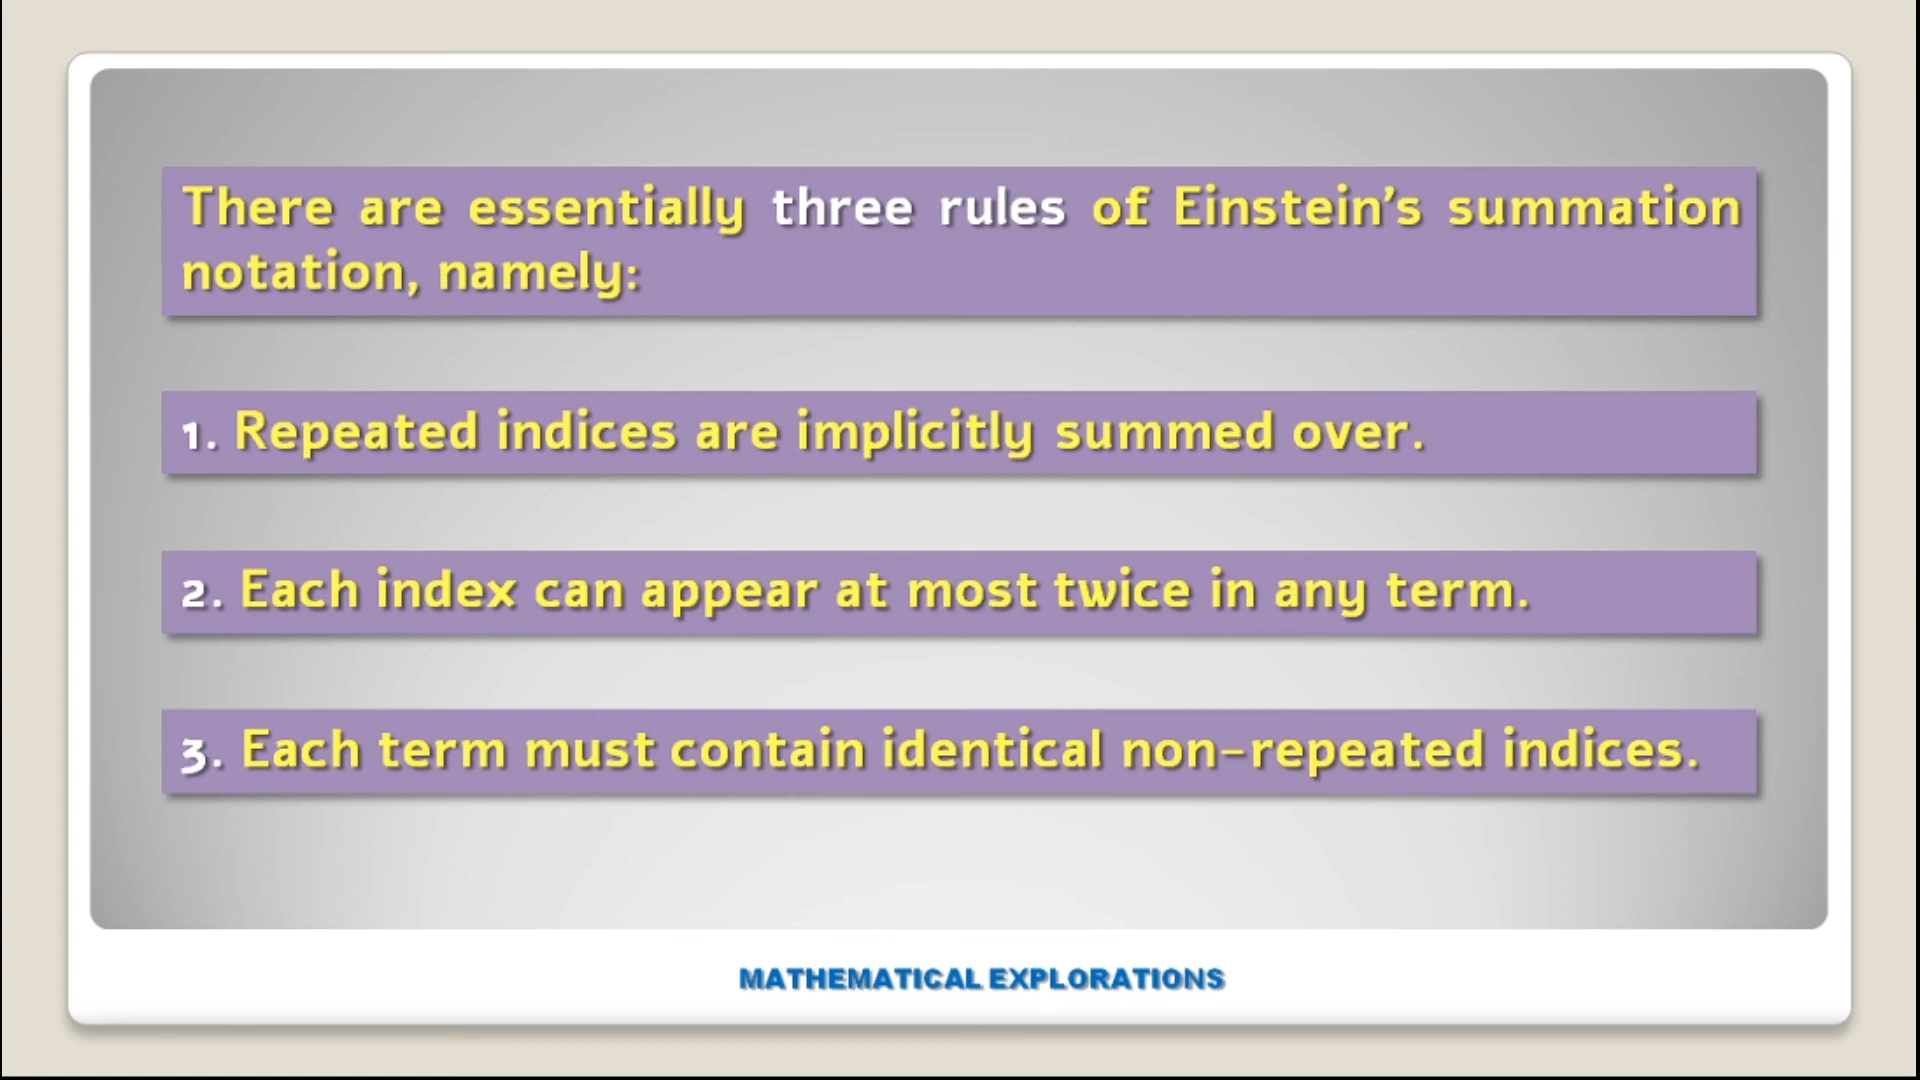 There are essentially three rules of Einstein’s summation
notation, namely:
1. Repeated indices are implicitly summed over.
2. Each index can appear at most twice in any term.
3. Each term must contain identical non-repeated indices.
MATHEMATICAL EXPLORATIONS